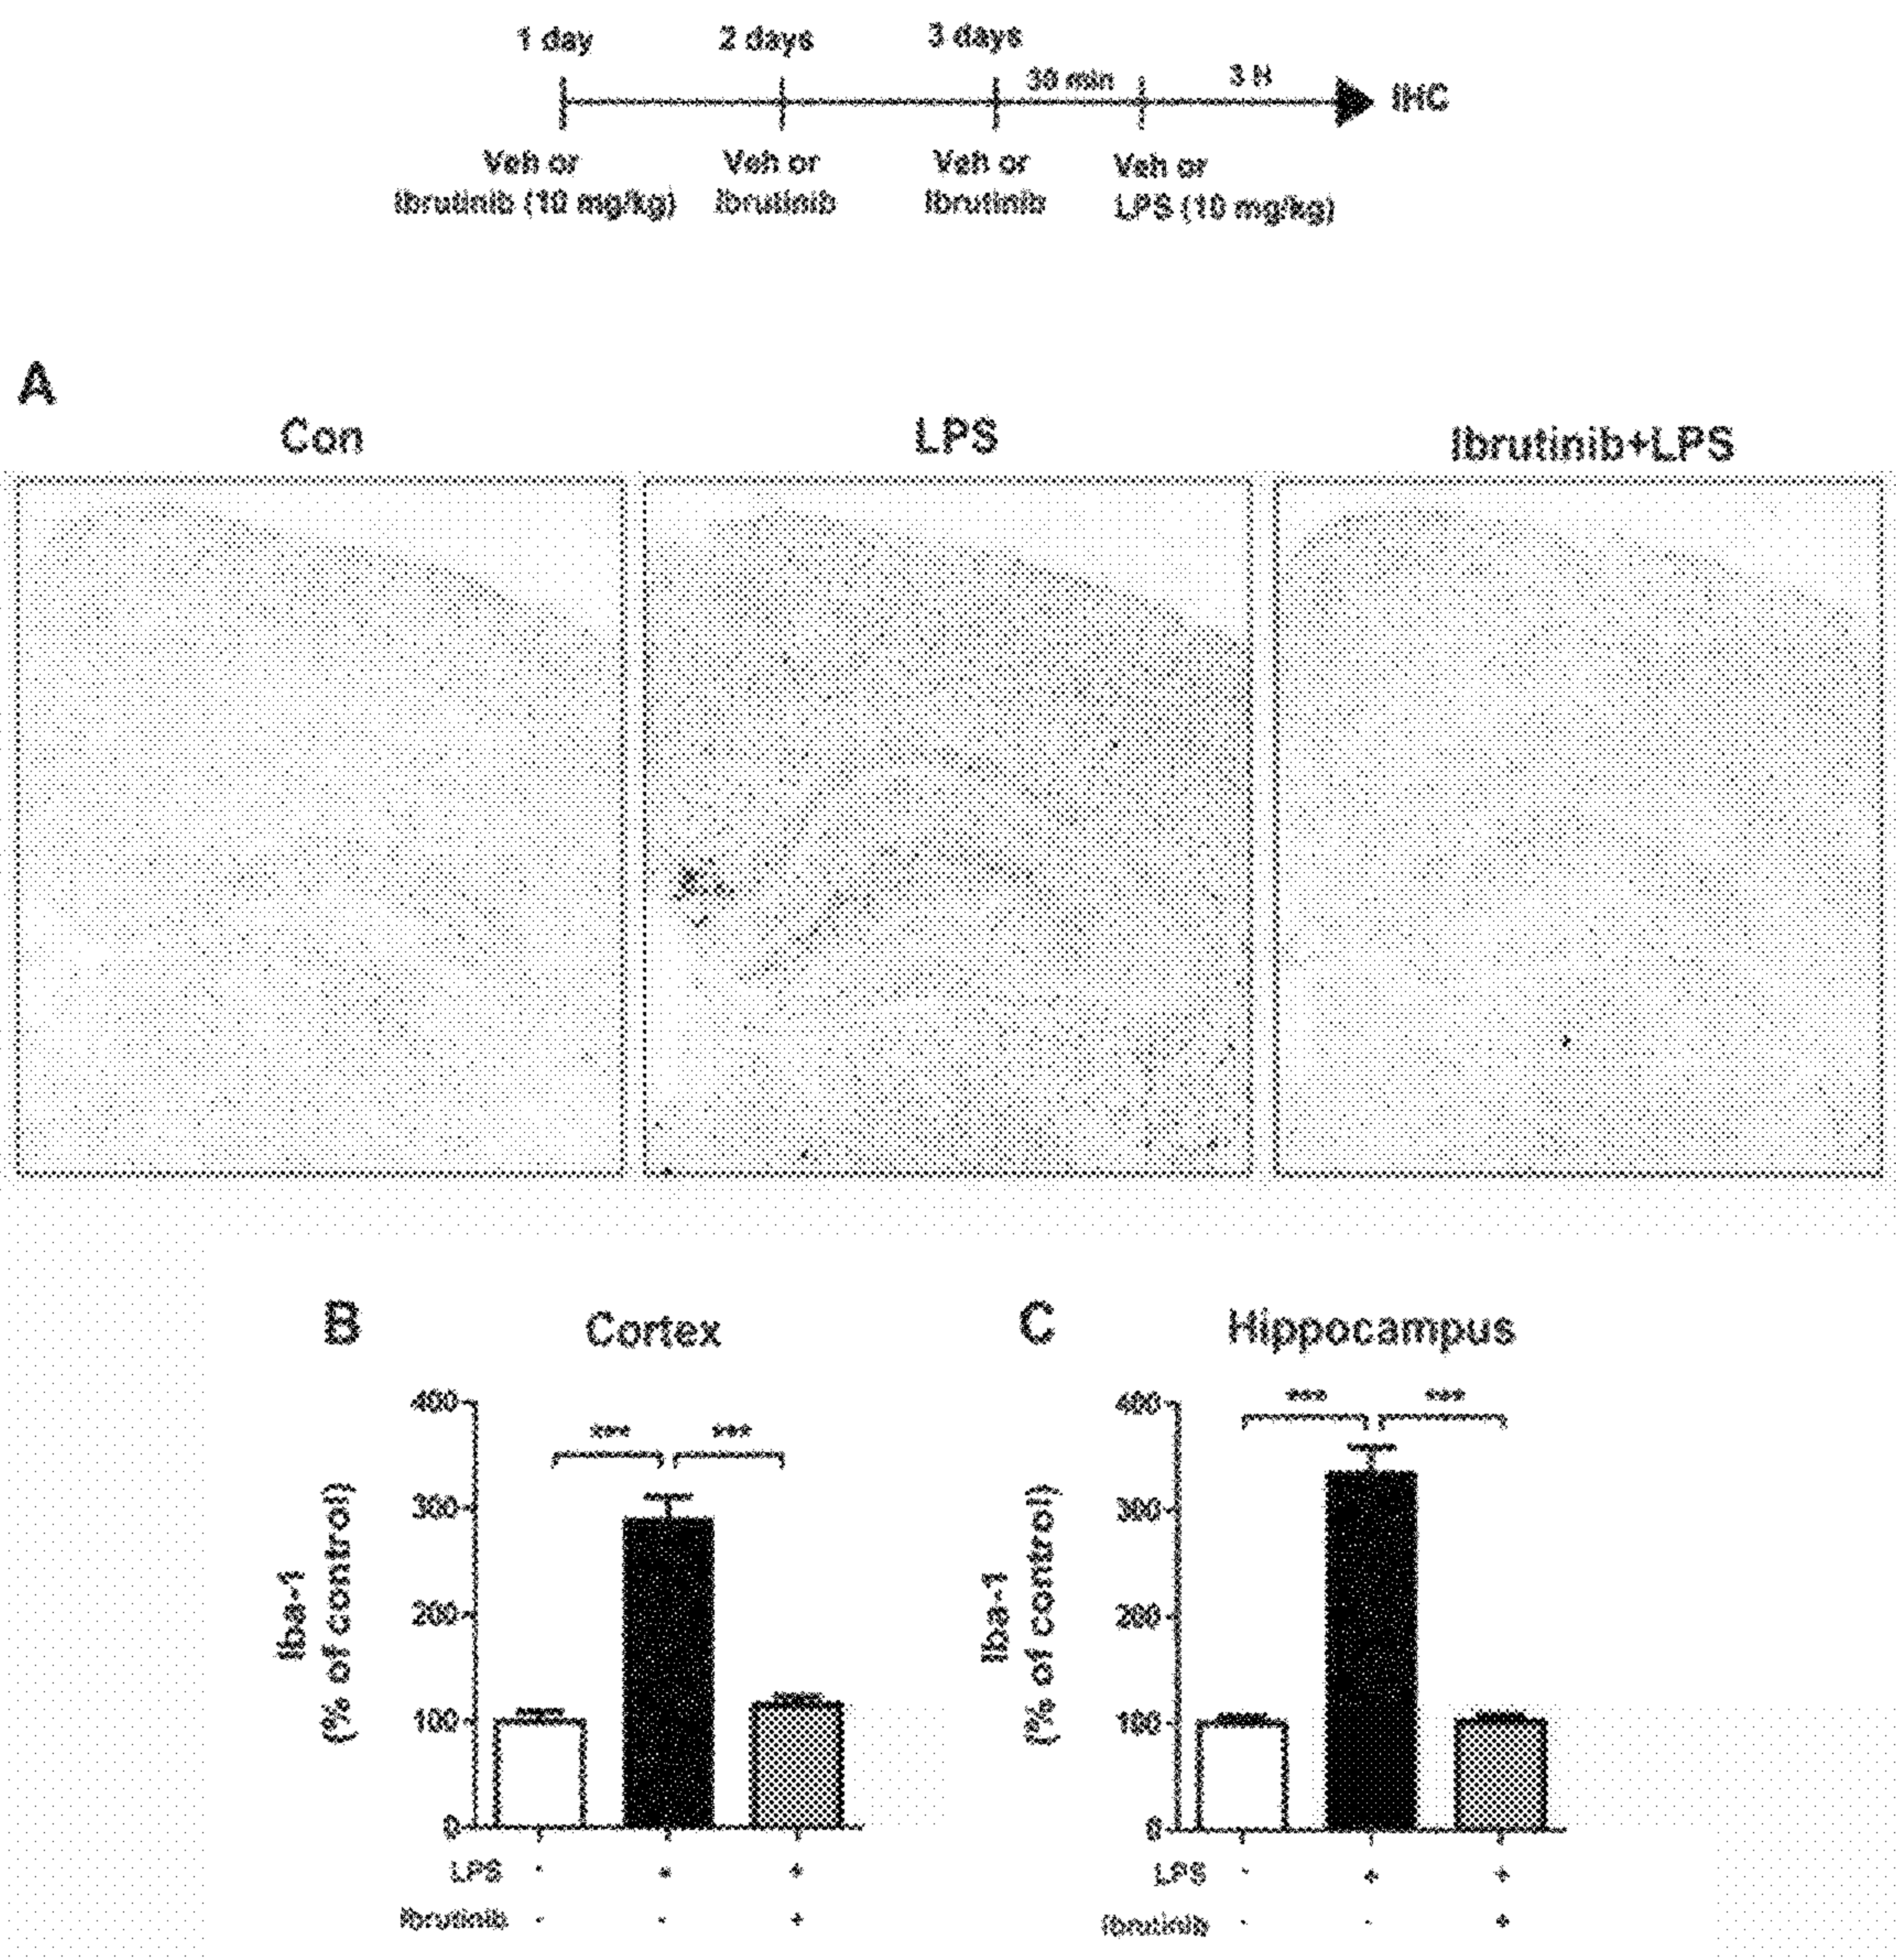 1 day 2 days 3 days
30 min 3 H
IHC
Veh or Veh or Veh or Veh or
Ibrutinib (10 mg/kg) Ibrutinib Ibrutinib LPS (10 mg/kg)
A
Con LPS Ibrutinib+LPS
B Cortex
400
300
200
100
0
*** ***
Iba-1
(% of control)
LPS - + +
Ibrutinib - - +
C Hippocampus
400
300
200
100
0
*** ***
Iba-1
(% of control)
LPS - + +
Ibrutinib - - +